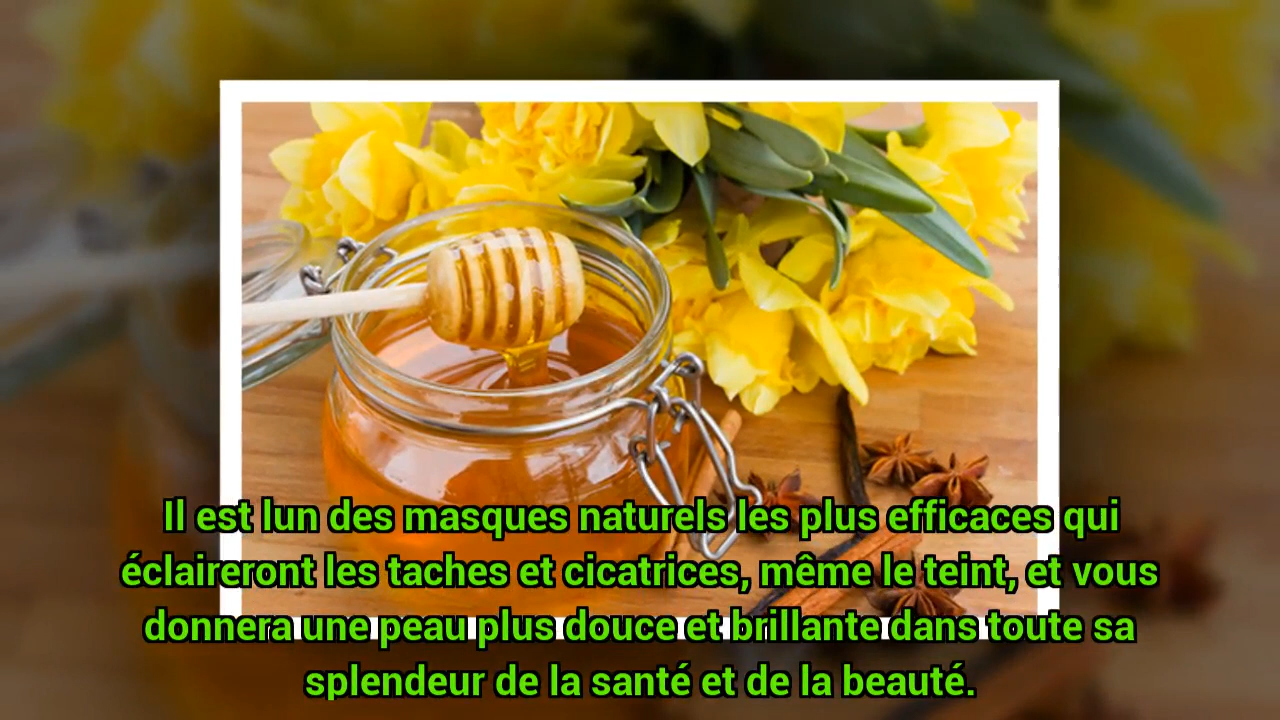 Il est lun des masques naturels les plus efficaces qui
éclaireront les taches et cicatrices, même le teint, et vous
donnera une peau plus douce et brillante dans toute sa
splendeur de la santé et de la beauté.